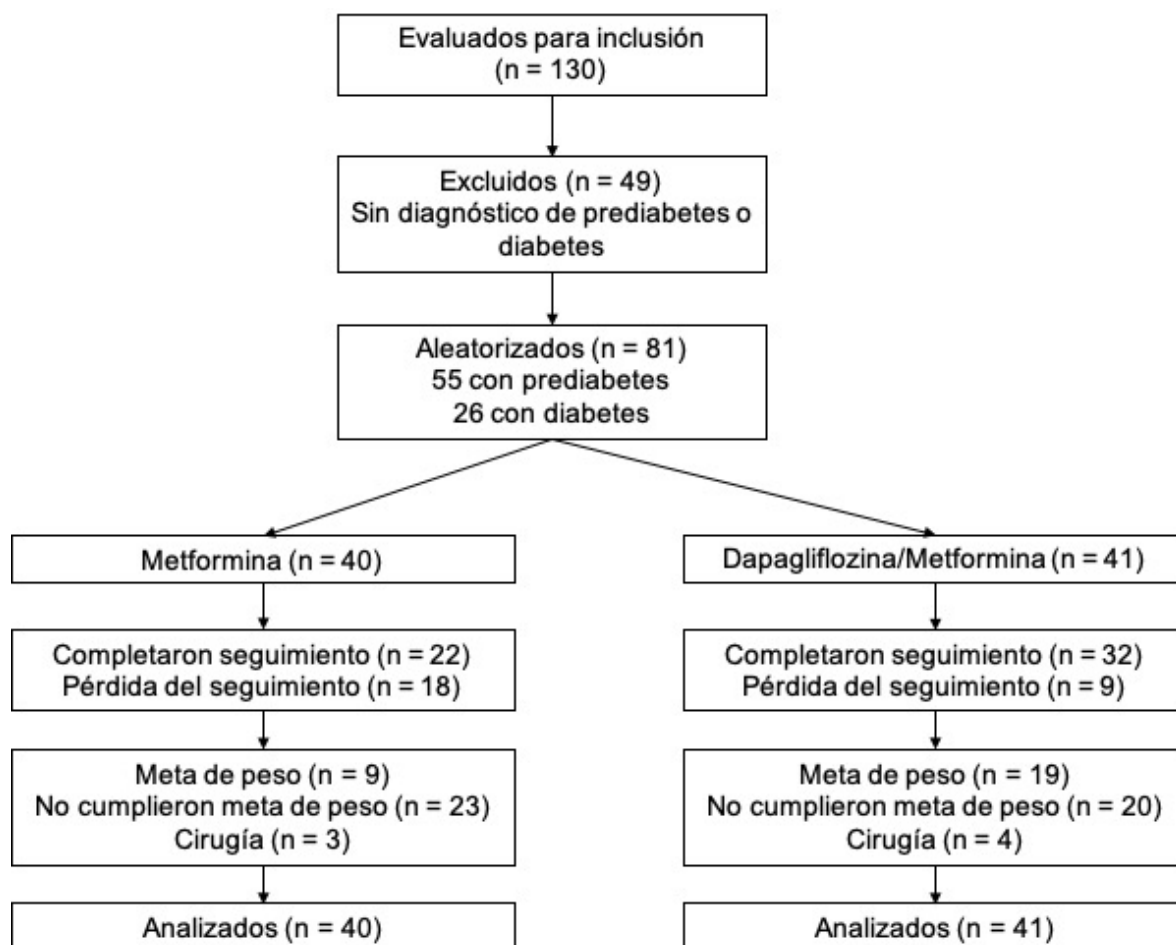 Evaluados para inclusión
(n = 130)
Excluidos (n = 49)
Sin diagnóstico de prediabetes o
diabetes
Aleatorizados (n = 81)
55 con prediabetes
26 con diabetes
Metformina (n = 40)
Dapagliflozina/Metformina (n = 41)
Completaron seguimiento (n = 22)
Pérdida del seguimiento (n = 18)
Completaron seguimiento (n = 32)
Pérdida del seguimiento (n = 9)
Meta de peso (n = 9)
No cumplieron meta de peso (n = 23)
Cirugía (n = 3)
Meta de peso (n = 19)
No cumplieron meta de peso (n = 20)
Cirugía (n = 4)
Analizados (n = 40)
Analizados (n = 41)